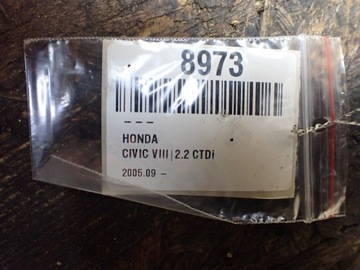 8973
---
HONDA
CIVIC VIII|2.2 CTDi
2005.09 -